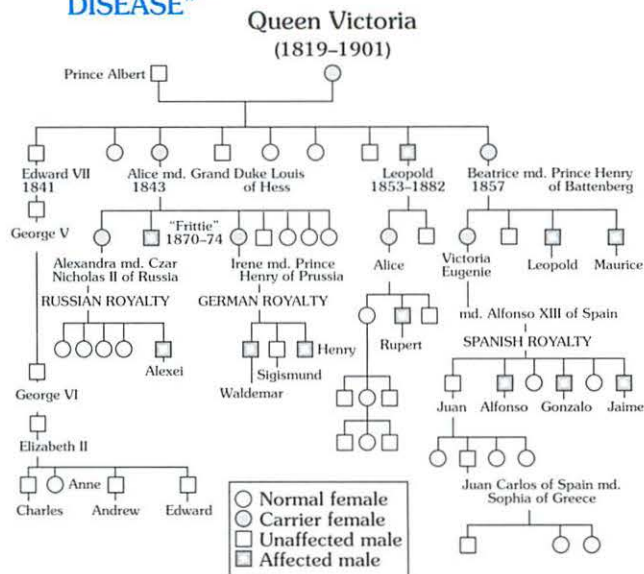 DISEASE"
Queen Victoria
(1819–1901)
Prince Albert
Edward VII
1841
Alice md. Grand Duke Louis
1843 of Hess
Leopold
1853–1882
Beatrice md. Prince Henry
1857 of Battenberg
George V
"Frittie"
1870–74
Alexandra md. Czar
Nicholas II of Russia
Irene md. Prince
Henry of Prussia
Alice
Victoria
Eugenie
Leopold
Maurice
RUSSIAN ROYALTY
GERMAN ROYALTY
md. Alfonso XIII of Spain
SPANISH ROYALTY
Alexei
Henry
Sigismund
Waldemar
Rupert
George VI
Juan
Alfonso
Gonzalo
Jaime
Elizabeth II
Juan Carlos of Spain md.
Sophia of Greece
Anne
Charles
Andrew
Edward
Normal female
Carrier female
Unaffected male
Affected male